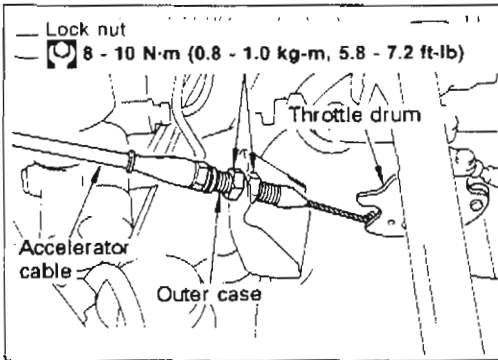 Lock nut
8 - 10 N·m (0.8 - 1.0 kg-m, 5.8 - 7.2 ft-lb)
Throttle drum
Accelerator
cable
Outer case